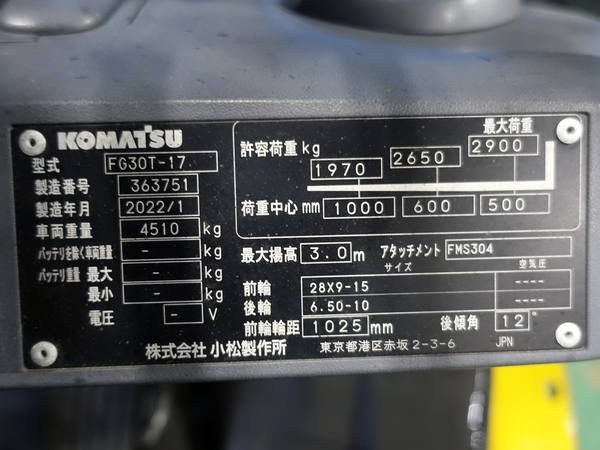 KOMATSU
型式 FG30T-17
製造番号 363751
製造年月 2022/1
車両重量 4510 kg
バッテリを除く車両重量 - kg
バッテリ重量 最大 - kg
最小 - kg
電圧 - V
最大荷重
許容荷重 kg 1970 2650 2900
荷重中心 mm 1000 600 500
最大揚高 3.0 m アタッチメント FMS304
サイズ 空気圧
前輪 28X9-15 ----
後輪 6.50-10 ----
前輪輪距 1025 mm 後傾角 12°
株式会社 小松製作所 東京都港区赤坂2-3-6 JPN